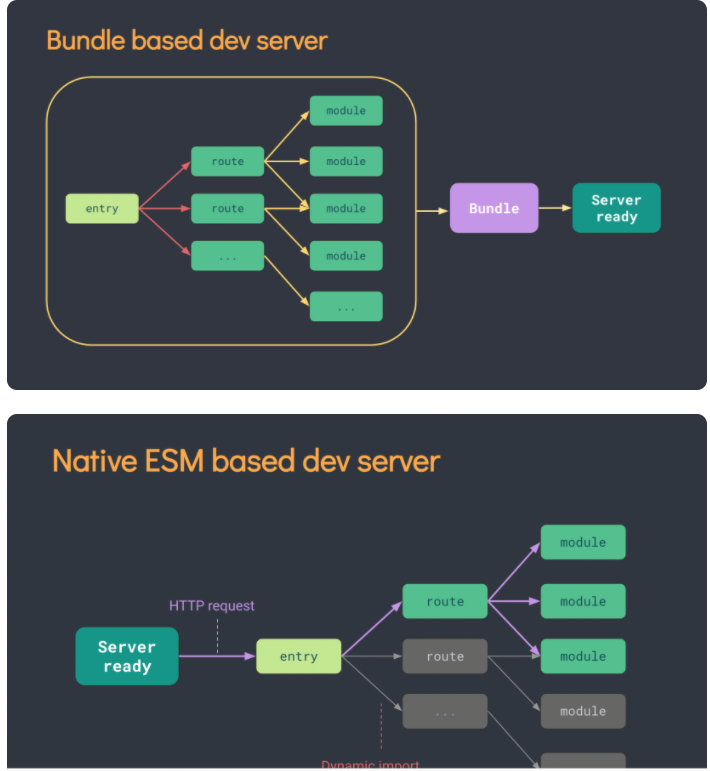 Bundle based dev server
module
route
module
entry
route
module
Bundle
Server
ready
...
module
...
Native ESM based dev server
module
HTTP request
route
module
Server
ready
entry
route
module
...
module
Dynamic import